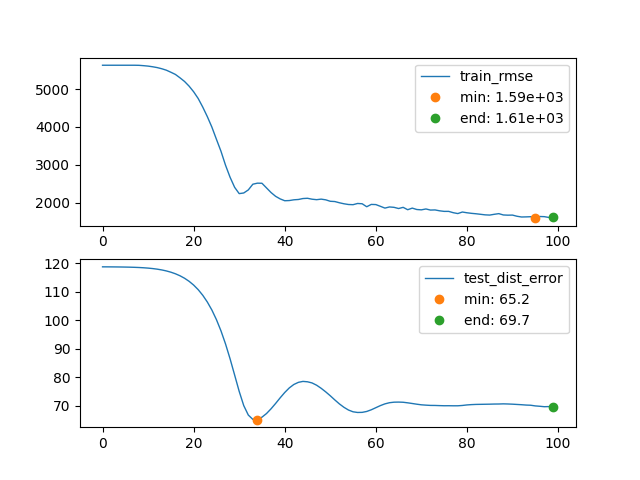 5000
4000
3000
2000
train_rmse
min: 1.59e+03
end: 1.61e+03
0 20 40 60 80 100
120
110
100
90
80
70
test_dist_error
min: 65.2
end: 69.7
0 20 40 60 80 100